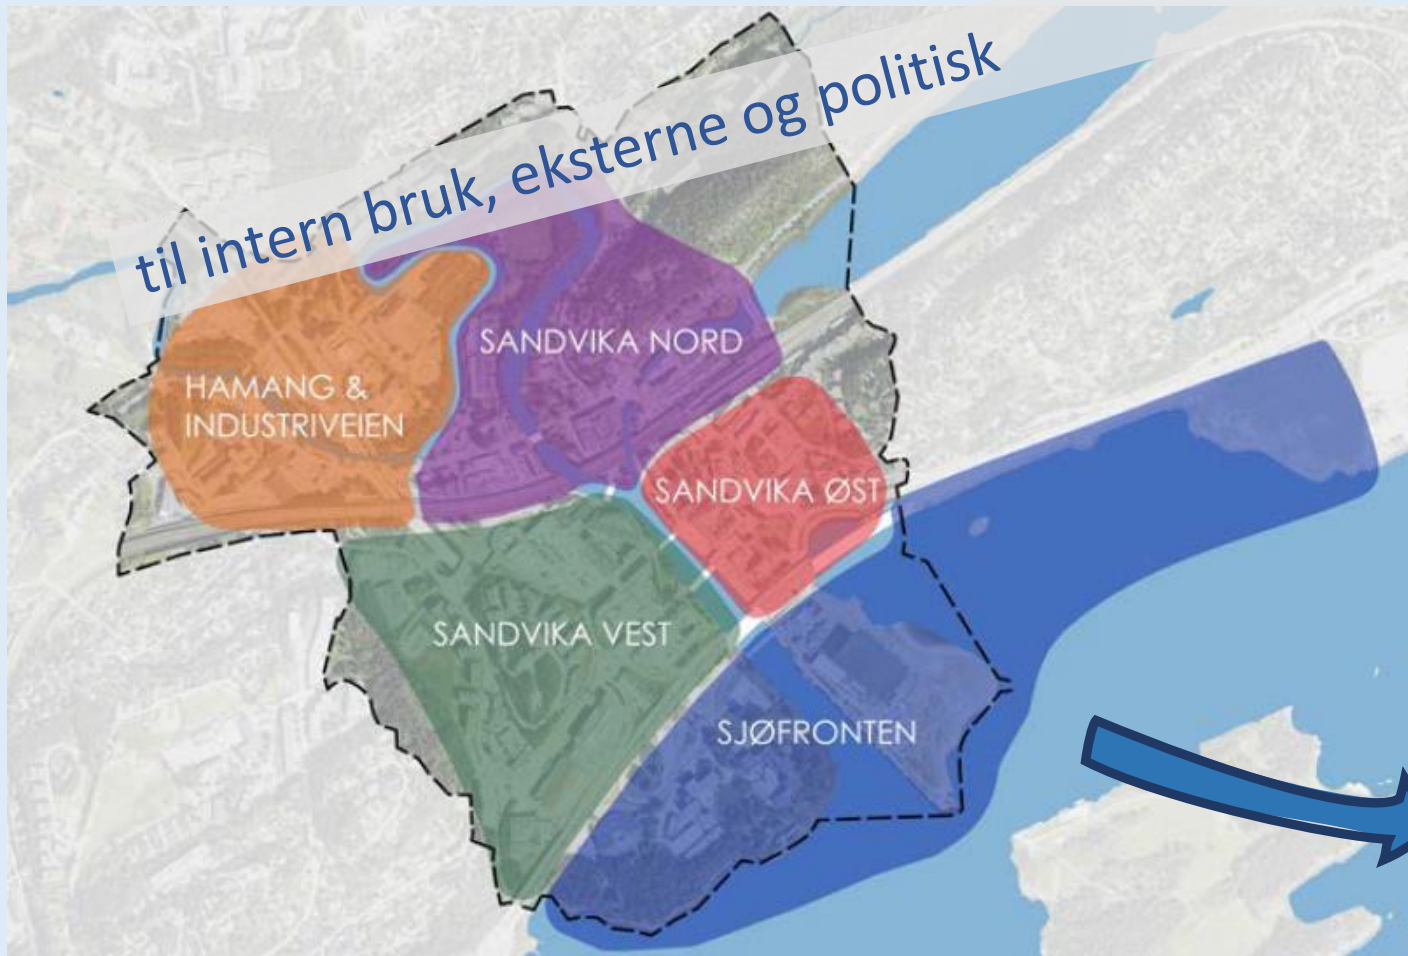 til intern bruk, eksterne og politisk
SANDVIKA NORD
HAMANG &
INDUSTRIVEIEN
SANDVIKA ØST
SANDVIKA VEST
SJØFRONTEN